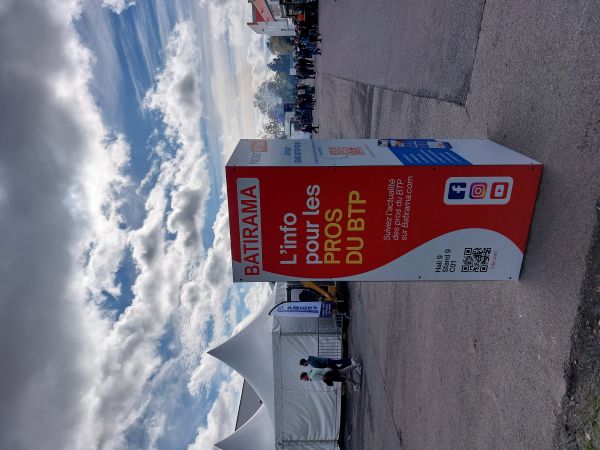 BATIRAMA
L'info
pour les
PROS
DU BTP
Suivez l'actualité
des pros du BTP
sur Batirama.com
Hall 9
Stand 9
C01